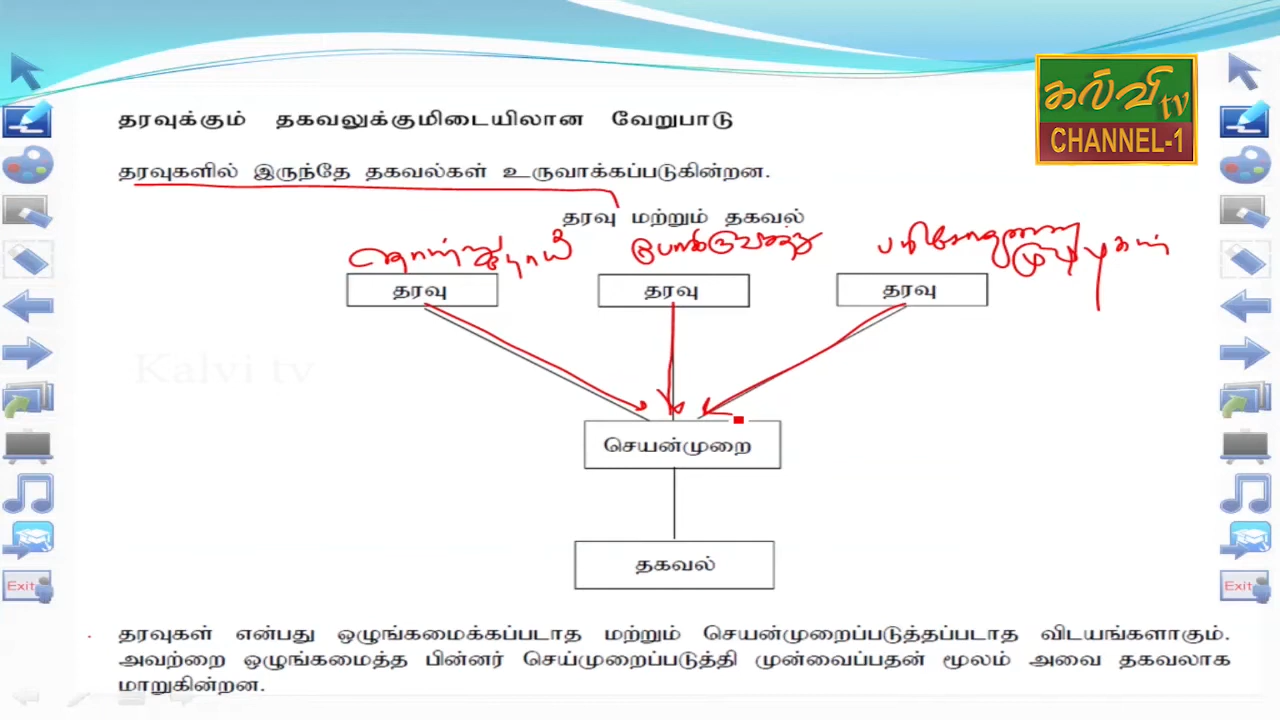 கல்வி tv
CHANNEL-1
தரவுக்கும் தகவலுக்குமிடையிலான வேறுபாடு
தரவுகளில் இருந்தே தகவல்கள் உருவாக்கப்படுகின்றன.
தரவு மற்றும் தகவல்
தரவு தரவு தரவு
Kalvi tv
செயன்முறை
தகவல்
தரவுகள் என்பது ஒழுங்கமைக்கப்படாத மற்றும் செயன்முறைப்படுத்தப்படாத விடயங்களாகும்.
அவற்றை ஒழுங்கமைத்த பின்னர் செய்முறைப்படுத்தி முன்வைப்பதன் மூலம் அவை தகவலாக
மாறுகின்றன.
Exit Exit